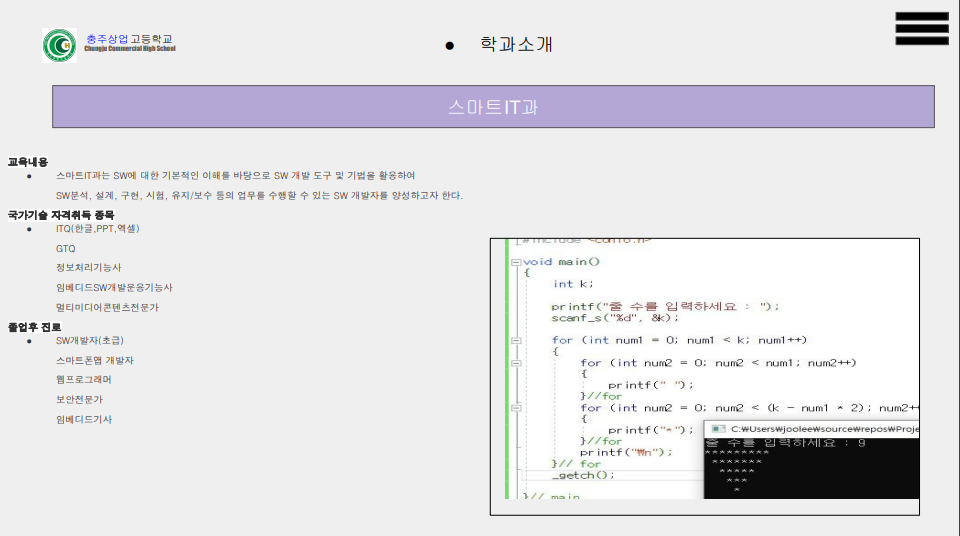 충주상업고등학교
Chungju Commercial High School
● 학과소개
스마트IT과
교육내용
● 스마트IT과는 SW에 대한 기본적인 이해를 바탕으로 SW 개발 도구 및 기법을 활용하여
SW분석, 설계, 구현, 시험, 유지/보수 등의 업무를 수행할 수 있는 SW 개발자를 양성하고자 한다.
국가기술 자격취득 종목
● ITQ(한글,PPT,엑셀)
GTQ
정보처리기능사
임베디드SW개발운용기능사
멀티미디어콘텐츠전문가
졸업후 진로
● SW개발자(초급)
스마트폰앱 개발자
웹프로그래머
보안전문가
임베디드기사
#include <conio.h>
void main()
{
int k;
printf("줄 수를 입력하세요 : ");
scanf_s("%d", &k);
for (int num1 = 0; num1 < k; num1++)
{
for (int num2 = 0; num2 < num1; num2++)
{
printf(" ");
}//for
for (int num2 = 0; num2 < (k - num1 * 2); num2++
{
printf("*");
}//for
printf("₩n");
}// for
_getch();
}// main
C:₩Users₩joolee₩source₩repos₩Proje
줄 수를 입력하세요 : 9
*********
*******
*****
***
*